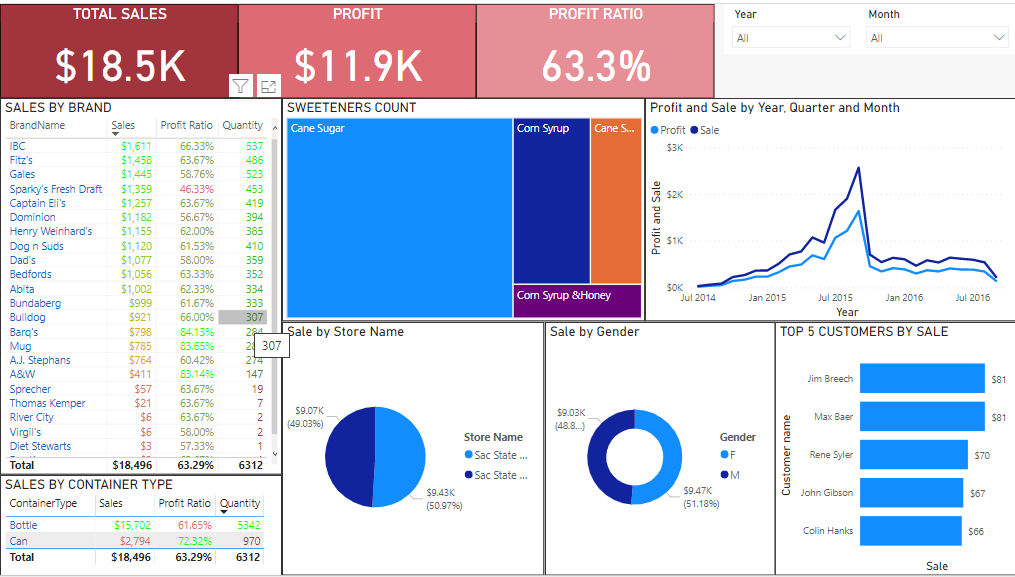 TOTAL SALES
$18.5K
PROFIT
$11.9K
PROFIT RATIO
63.3%
Year
All
Month
All
SALES BY BRAND
BrandName Sales Profit Ratio Quantity
IBC $1,611 66.33% 537
Fitz's $1,458 63.67% 486
Gales $1,445 58.76% 523
Sparky's Fresh Draft $1,359 46.33% 453
Captain Eli's $1,257 63.67% 419
Dominion $1,182 56.67% 394
Henry Weinhard's $1,155 62.00% 385
Dog n Suds $1,120 61.53% 410
Dad's $1,077 58.00% 359
Bedfords $1,056 63.33% 352
Abita $1,002 62.33% 334
Bundaberg $999 61.67% 333
Bulldog $921 66.00% 307
Barq's $798 84.13%
Mug $785 83.65%
307
A.J. Stephans $764 60.42% 274
A&W $411 83.14% 147
Sprecher $57 63.67% 19
Thomas Kemper $21 63.67% 7
River City $6 63.67% 2
Virgil's $6 58.00% 2
Diet Stewarts $3 57.33% 1
Total $18,496 63.29% 6312
SALES BY CONTAINER TYPE
ContainerType Sales Profit Ratio Quantity
Bottle $15,702 61.65% 5342
Can $2,794 72.32% 970
Total $18,496 63.29% 6312
SWEETENERS COUNT
Cane Sugar
Corn Syrup
Cane S...
Corn Syrup &Honey
Profit and Sale by Year, Quarter and Month
Profit Sale
Profit and Sale
$3K
$2K
$1K
$0K
Jul 2014 Jan 2015 Jul 2015 Jan 2016 Jul 2016
Year
Sale by Store Name
$9.07K
(49.03%)
$9.43K
(50.97%)
Store Name
Sac State ...
Sac State ...
Sale by Gender
$9.03K
(48.8...)
$9.47K
(51.18%)
Gender
F
M
TOP 5 CUSTOMERS BY SALE
Customer name
Jim Breech $81
Max Baer $81
Rene Syler $70
John Gibson $67
Colin Hanks $66
Sale